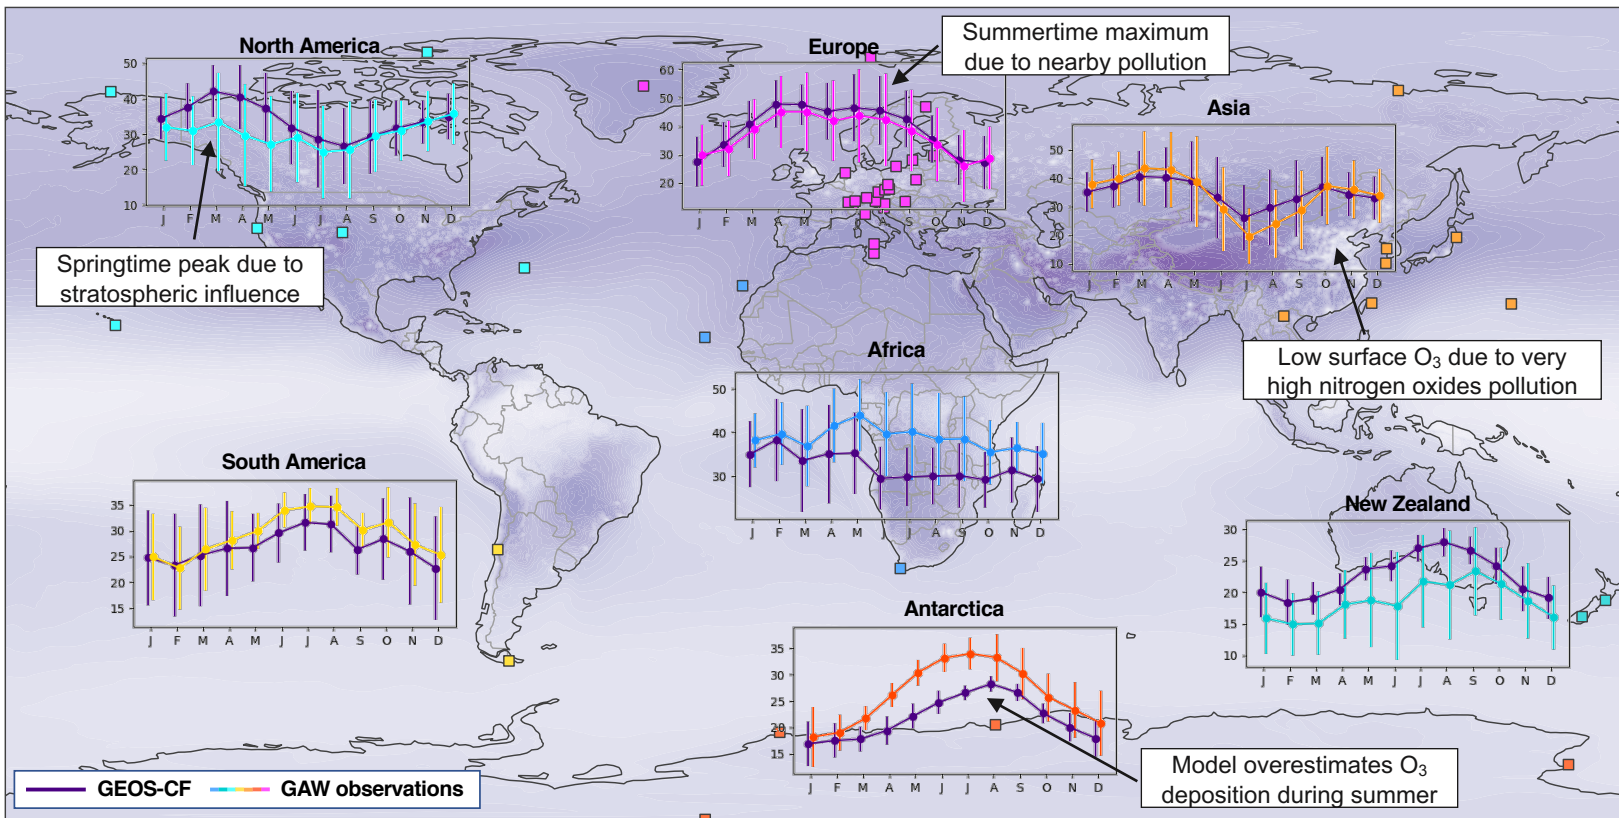 North America
50
40
30
20
10
J F M A M J J A S O N D
Springtime peak due to
stratospheric influence
Europe
60
50
40
30
20
J F M A M J J A S O N D
Summertime maximum
due to nearby pollution
Asia
50
40
30
20
10
J F M A M J J A S O N D
Low surface O₃ due to very
high nitrogen oxides pollution
Africa
50
40
30
J F M A M J J A S O N D
South America
35
30
25
20
15
J F M A M J J A S O N D
New Zealand
30
25
20
15
10
J F M A M J J A S O N D
Antarctica
35
30
25
20
15
J F M A M J J A S O N D
Model overestimates O₃
deposition during summer
GEOS-CF GAW observations